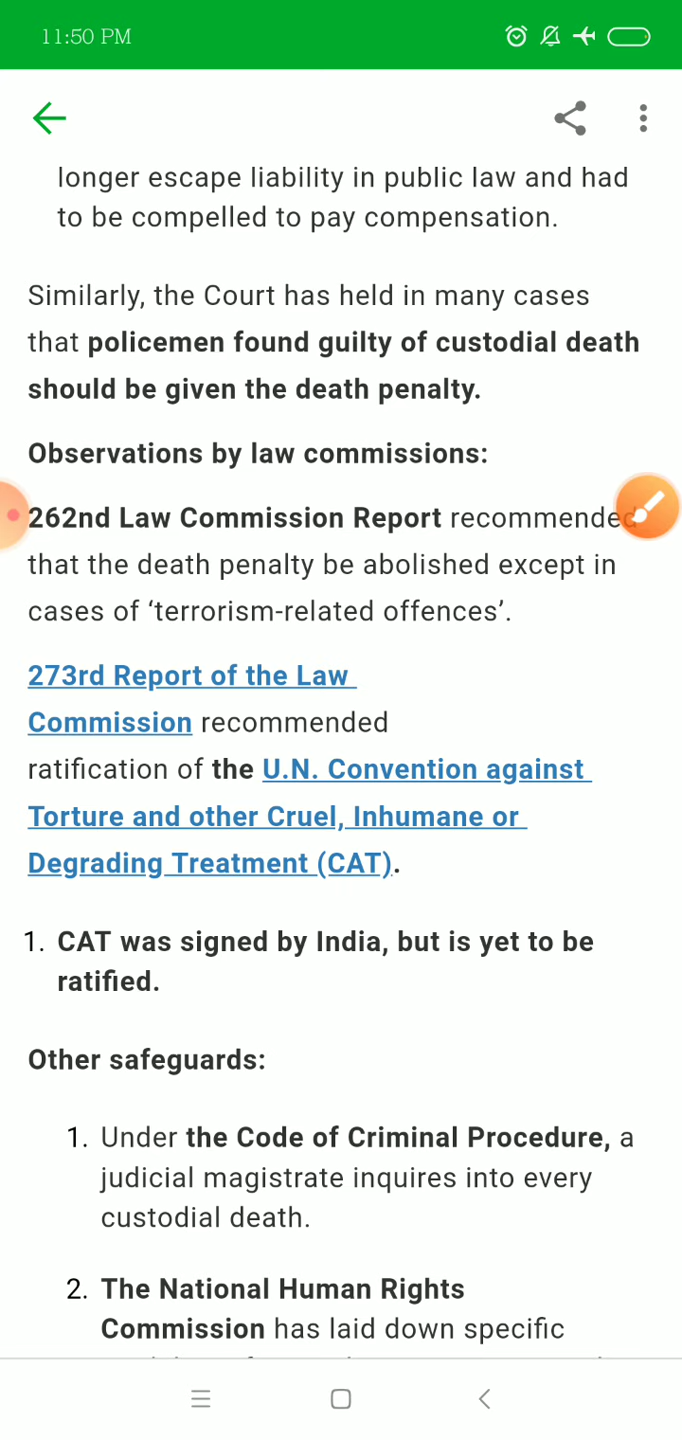 11:50 PM
longer escape liability in public law and had
to be compelled to pay compensation.
Similarly, the Court has held in many cases
that policemen found guilty of custodial death
should be given the death penalty.
Observations by law commissions:
262nd Law Commission Report recommended
that the death penalty be abolished except in
cases of ‘terrorism-related offences’.
273rd Report of the Law
Commission recommended
ratification of the U.N. Convention against
Torture and other Cruel, Inhumane or
Degrading Treatment (CAT).
1. CAT was signed by India, but is yet to be
ratified.
Other safeguards:
1. Under the Code of Criminal Procedure, a
judicial magistrate inquires into every
custodial death.
2. The National Human Rights
Commission has laid down specific